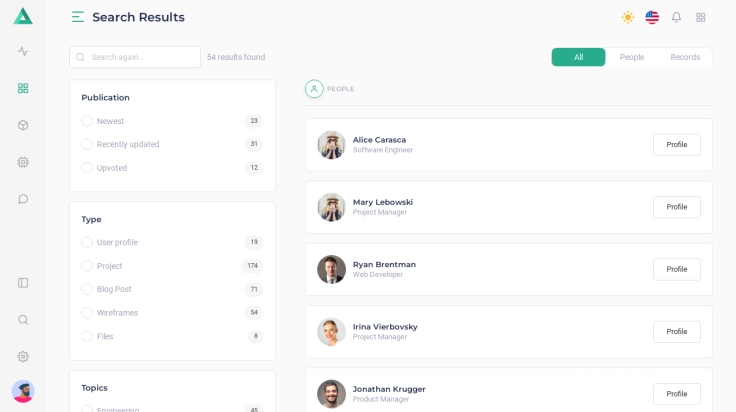 Search Results
Search again...
54 results found
All
People
Records
Publication
Newest 23
Recently updated 31
Upvoted 12
Type
User profile 19
Project 174
Blog Post 71
Wireframes 54
Files 8
Topics
Engineering 45
PEOPLE
Alice Carasca
Software Engineer
Profile
Mary Lebowski
Project Manager
Profile
Ryan Brentman
Web Developer
Profile
Irina Vierbovsky
Project Manager
Profile
Jonathan Krugger
Product Manager
Profile